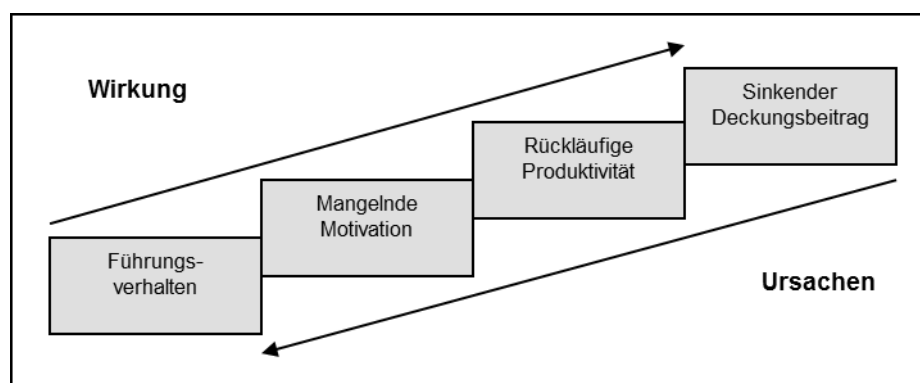 Wirkung
Sinkender
Deckungsbeitrag
Rückläufige
Produktivität
Mangelnde
Motivation
Führungs-
verhalten
Ursachen